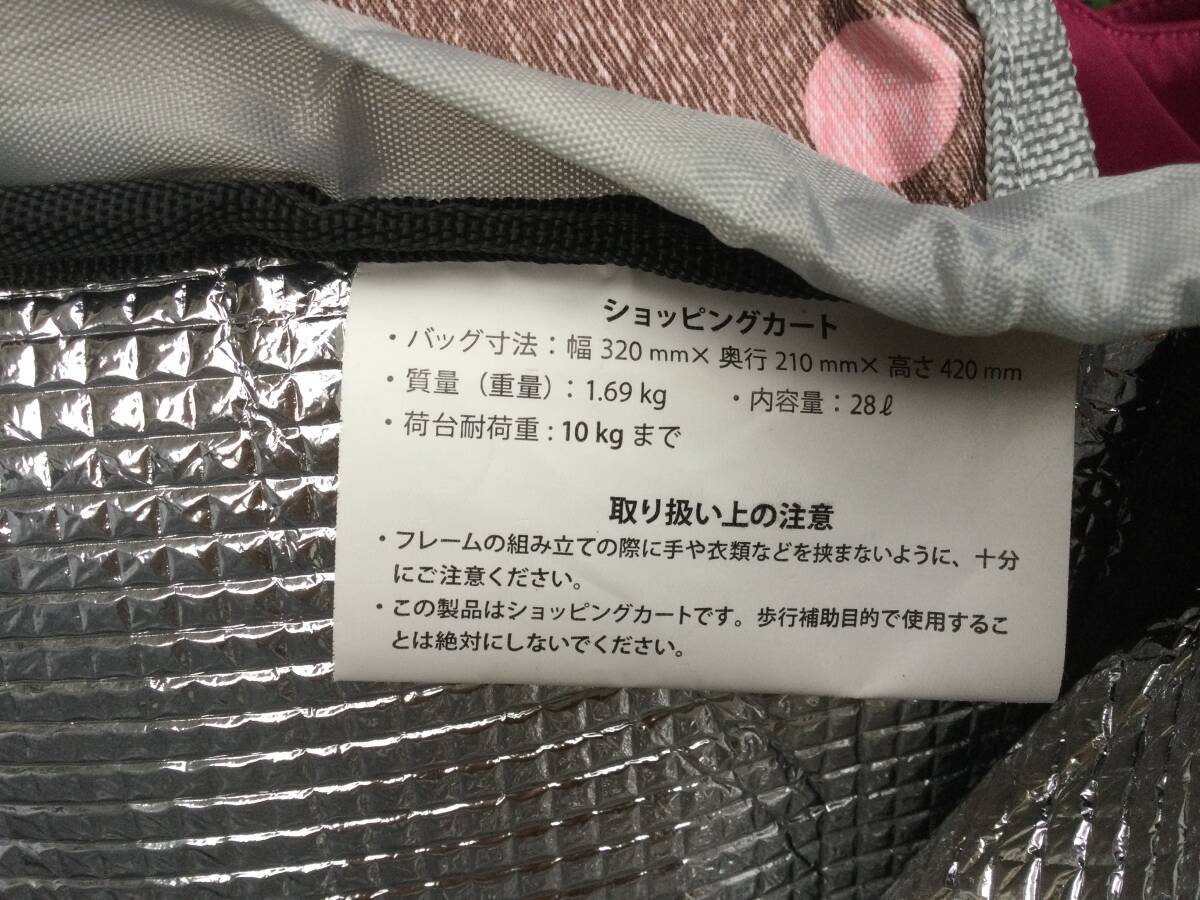 ショッピングカート
・バッグ寸法：幅 320 mm× 奥行 210 mm× 高さ 420 mm
・質量（重量）：1.69 kg ・内容量：28ℓ
・荷台耐荷重：10 kg まで
取り扱い上の注意
・フレームの組み立ての際に手や衣類などを挟まないように、十分
にご注意ください。
・この製品はショッピングカートです。歩行補助目的で使用するこ
とは絶対にしないでください。